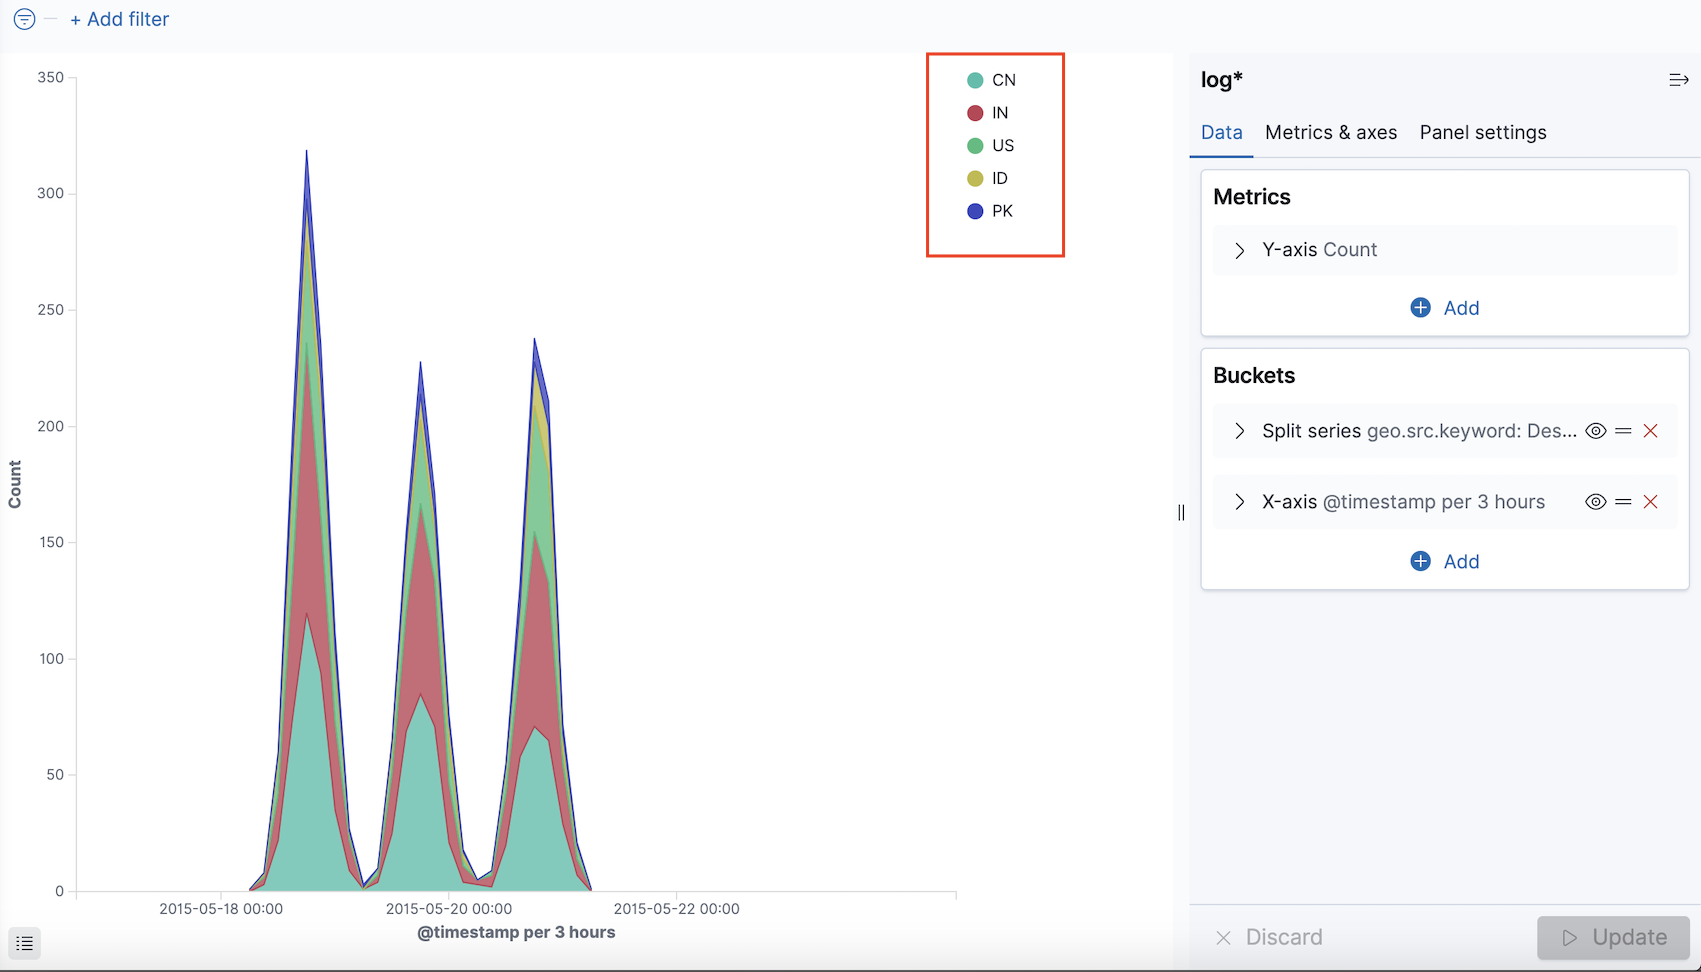 + Add filter
350
300
250
200
150
100
50
0
Count
2015-05-18 00:00
2015-05-20 00:00
2015-05-22 00:00
@timestamp per 3 hours
CN
IN
US
ID
PK
log*
Data
Metrics & axes
Panel settings
Metrics
Y-axis Count
Add
Buckets
Split series geo.src.keyword: Des...
X-axis @timestamp per 3 hours
Add
Discard
Update